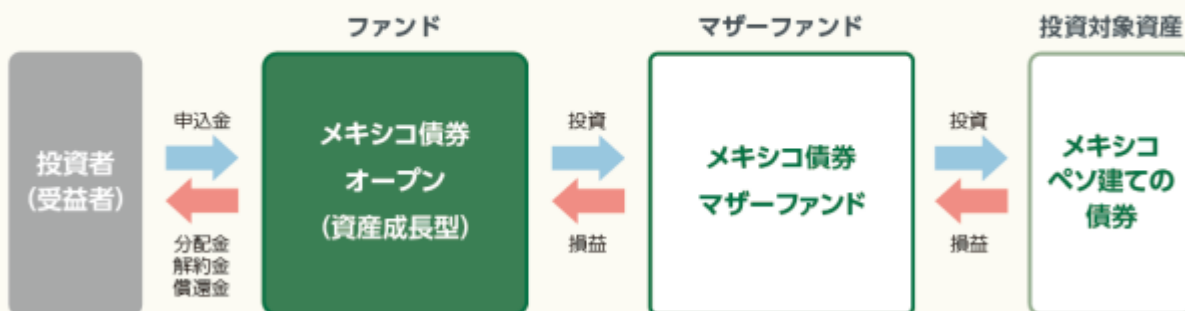 ファンド
マザーファンド
投資対象資産
投資者
(受益者)
申込金
分配金
解約金
償還金
メキシコ債券
オープン
(資産成長型)
投資
損益
メキシコ債券
マザーファンド
投資
損益
メキシコ
ペソ建ての
債券